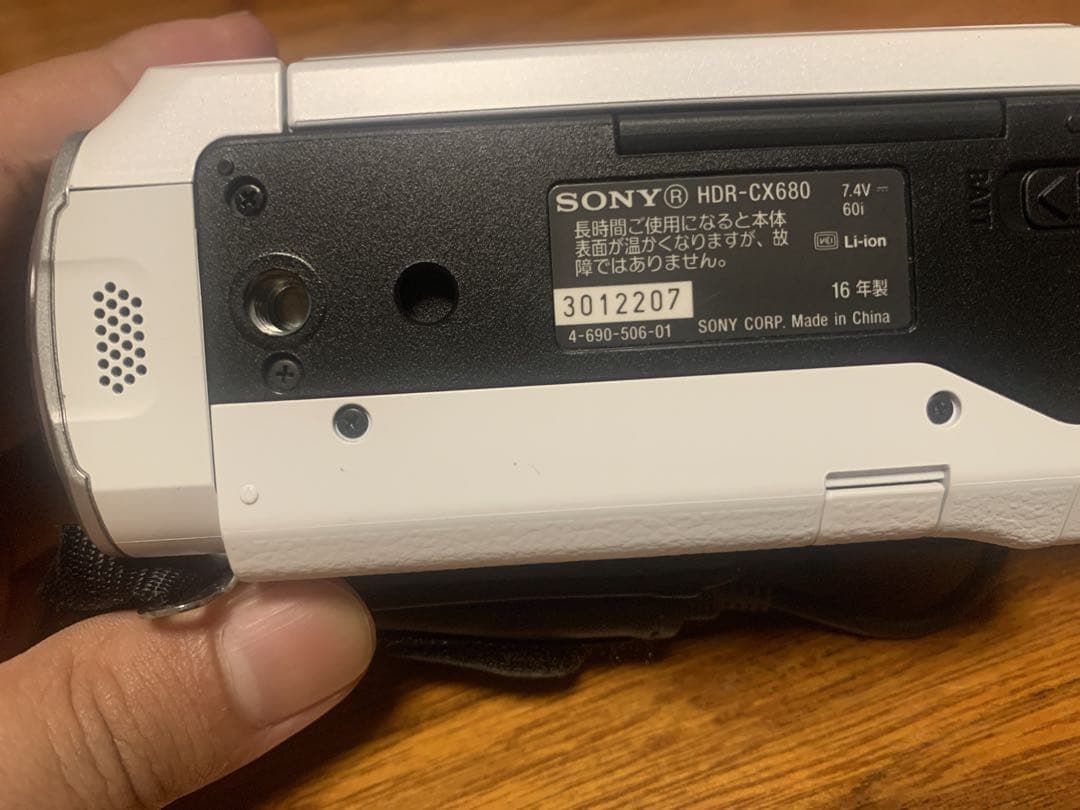 SONY® HDR-CX680 7.4V ⎓
60i
長時間ご使用になると本体
表面が温かくなりますが、故
障ではありません。
VCCI Li-ion
3012207
16 年製
4-690-506-01 SONY CORP. Made in China
BATT